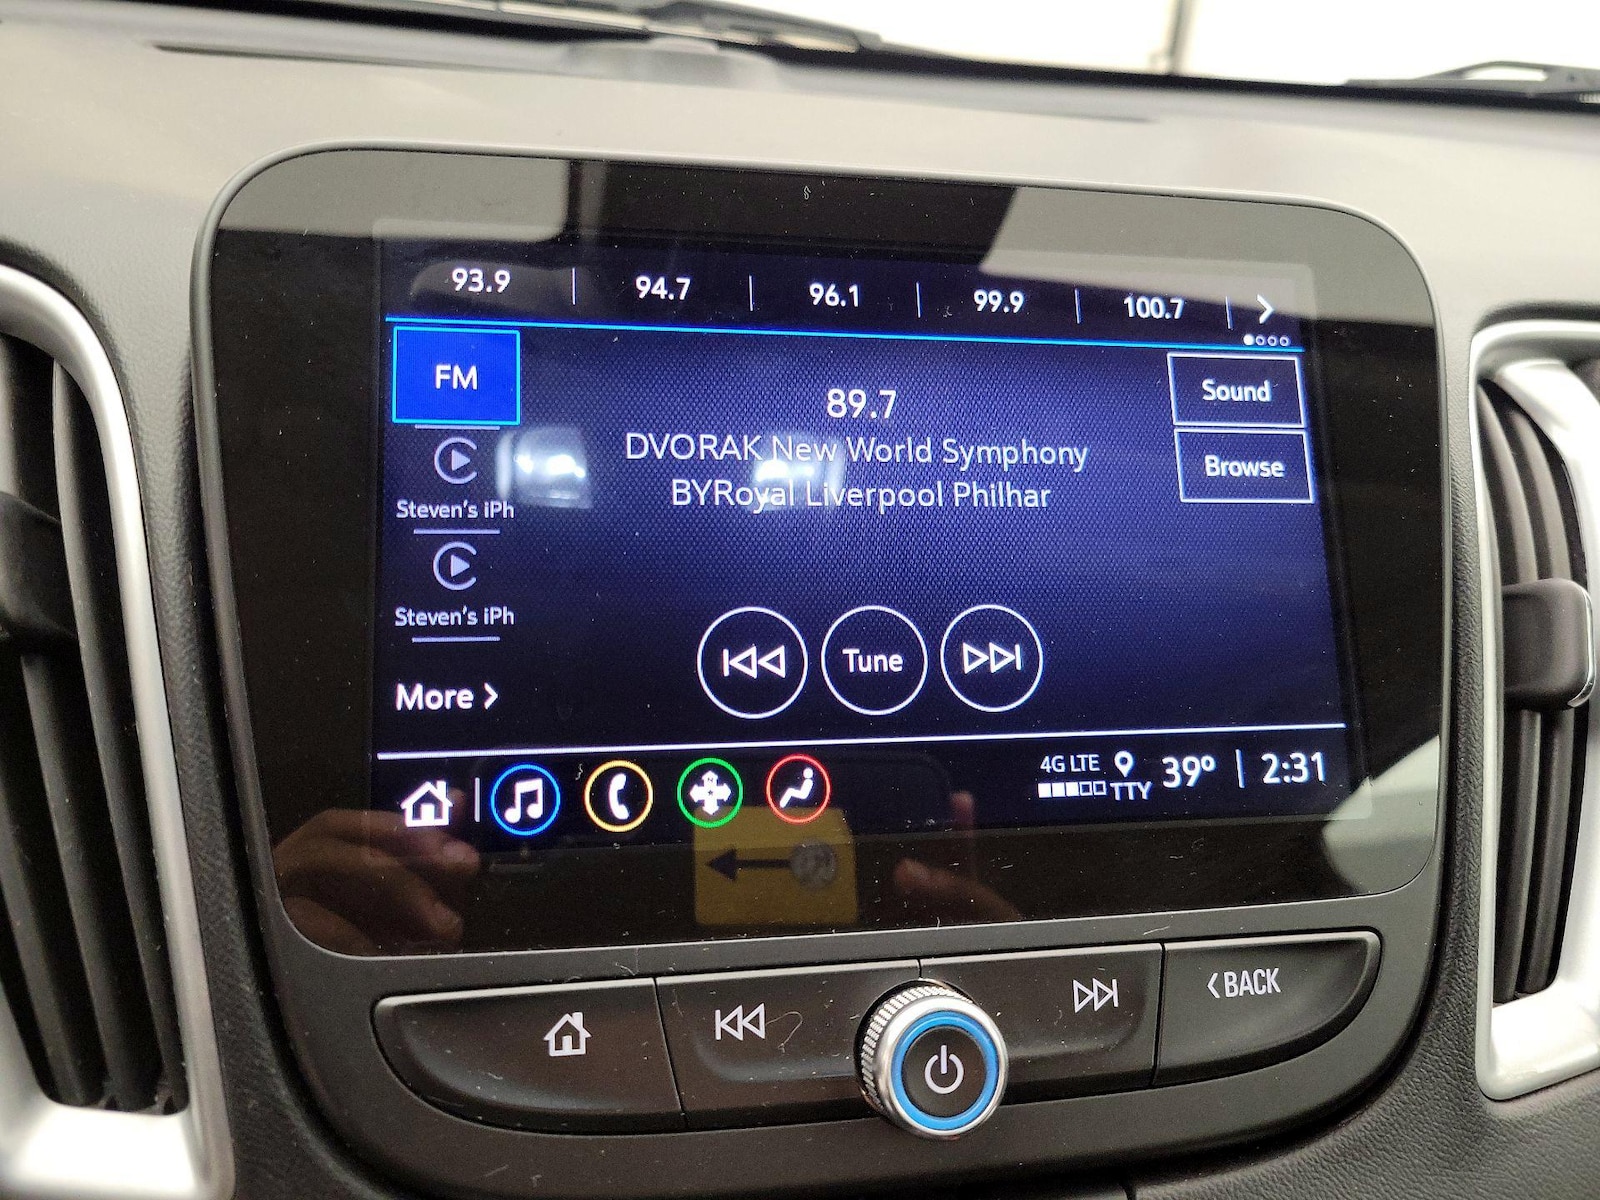 93.9 94.7 96.1 99.9 100.7
FM
Steven's iPh
Steven's iPh
More
89.7
DVORAK New World Symphony
BYRoyal Liverpool Philhar
Sound
Browse
Tune
4G LTE
TTY
39°
2:31
BACK